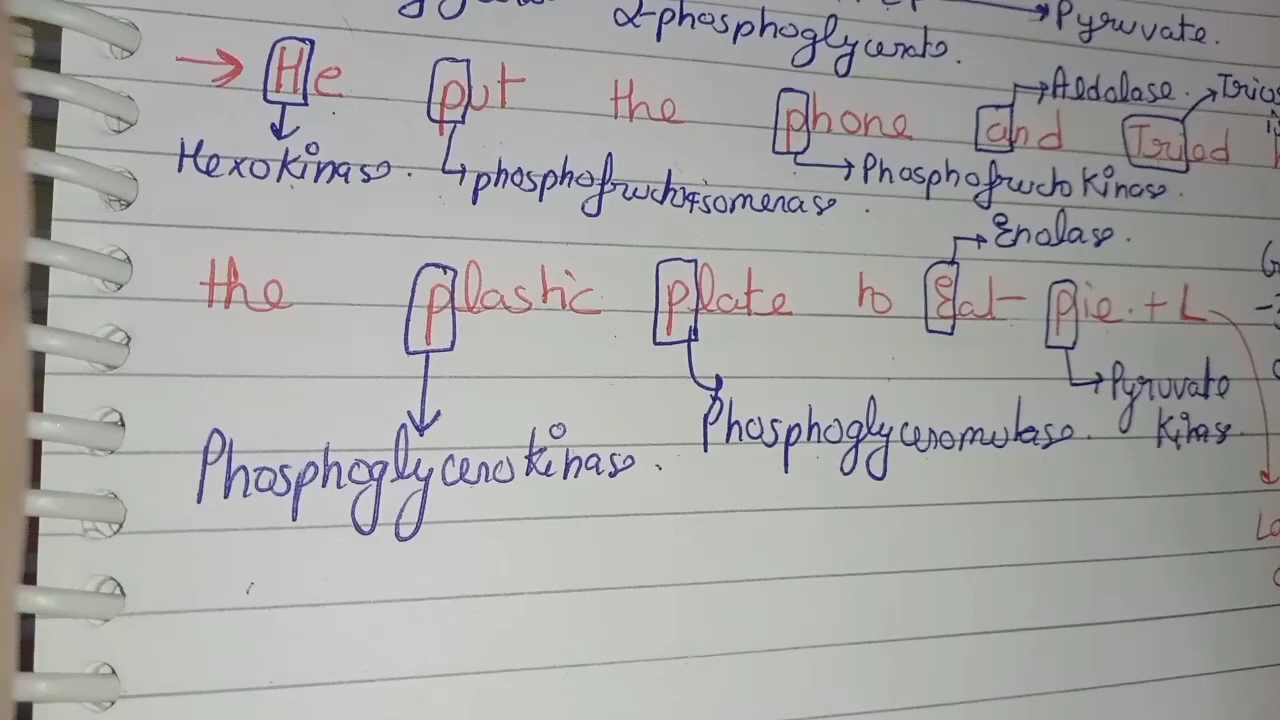 α-phosphoglycerate. → Pyruvate.
→ He put the phone and Tried
→ Aldolase.
Hexokinase. phosphofructoisomerase. → Phosphofructokinase.
→ Enolase.
the plastic plate to Eat pie. + L
→ Pyruvate kinase.
Phosphoglycerokinase. Phosphoglyceromutase.